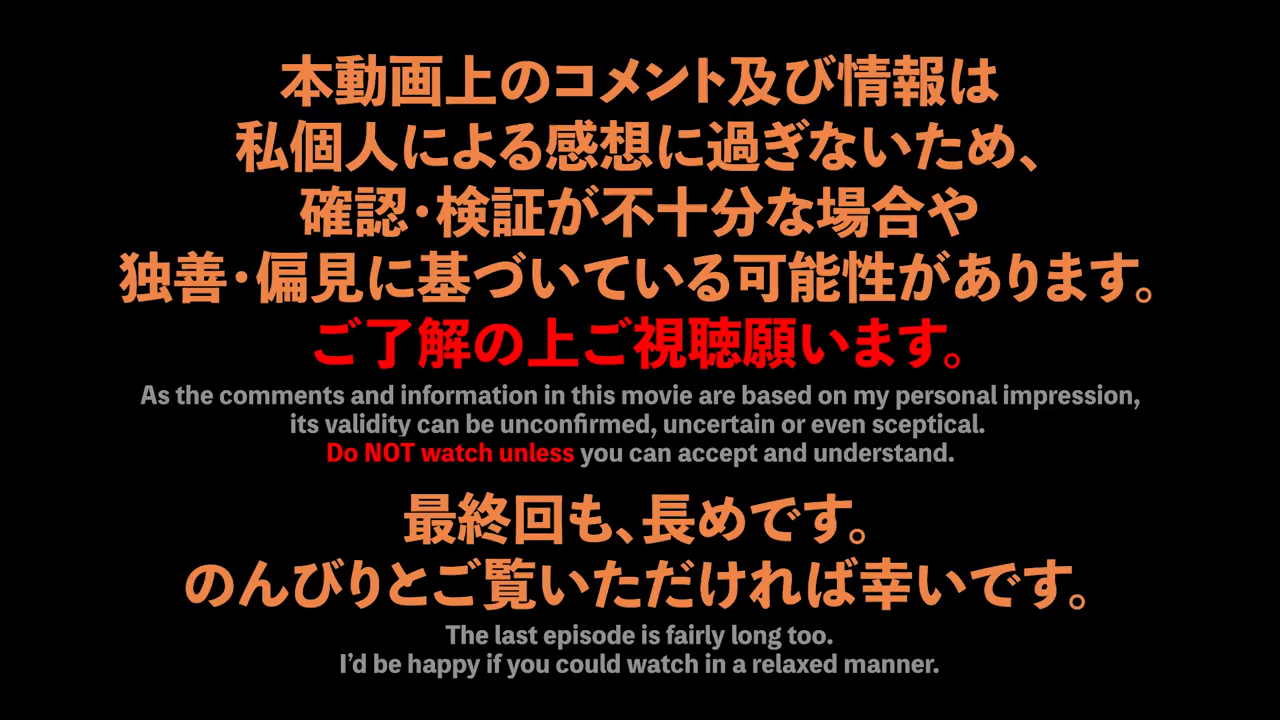 本動画上のコメント及び情報は
私個人による感想に過ぎないため、
確認・検証が不十分な場合や
独善・偏見に基づいている可能性があります。
ご了解の上ご視聴願います。
As the comments and information in this movie are based on my personal impression,
its validity can be unconfirmed, uncertain or even sceptical.
Do NOT watch unless you can accept and understand.
最終回も、長めです。
のんびりとご覧いただければ幸いです。
The last episode is fairly long too.
I’d be happy if you could watch in a relaxed manner.